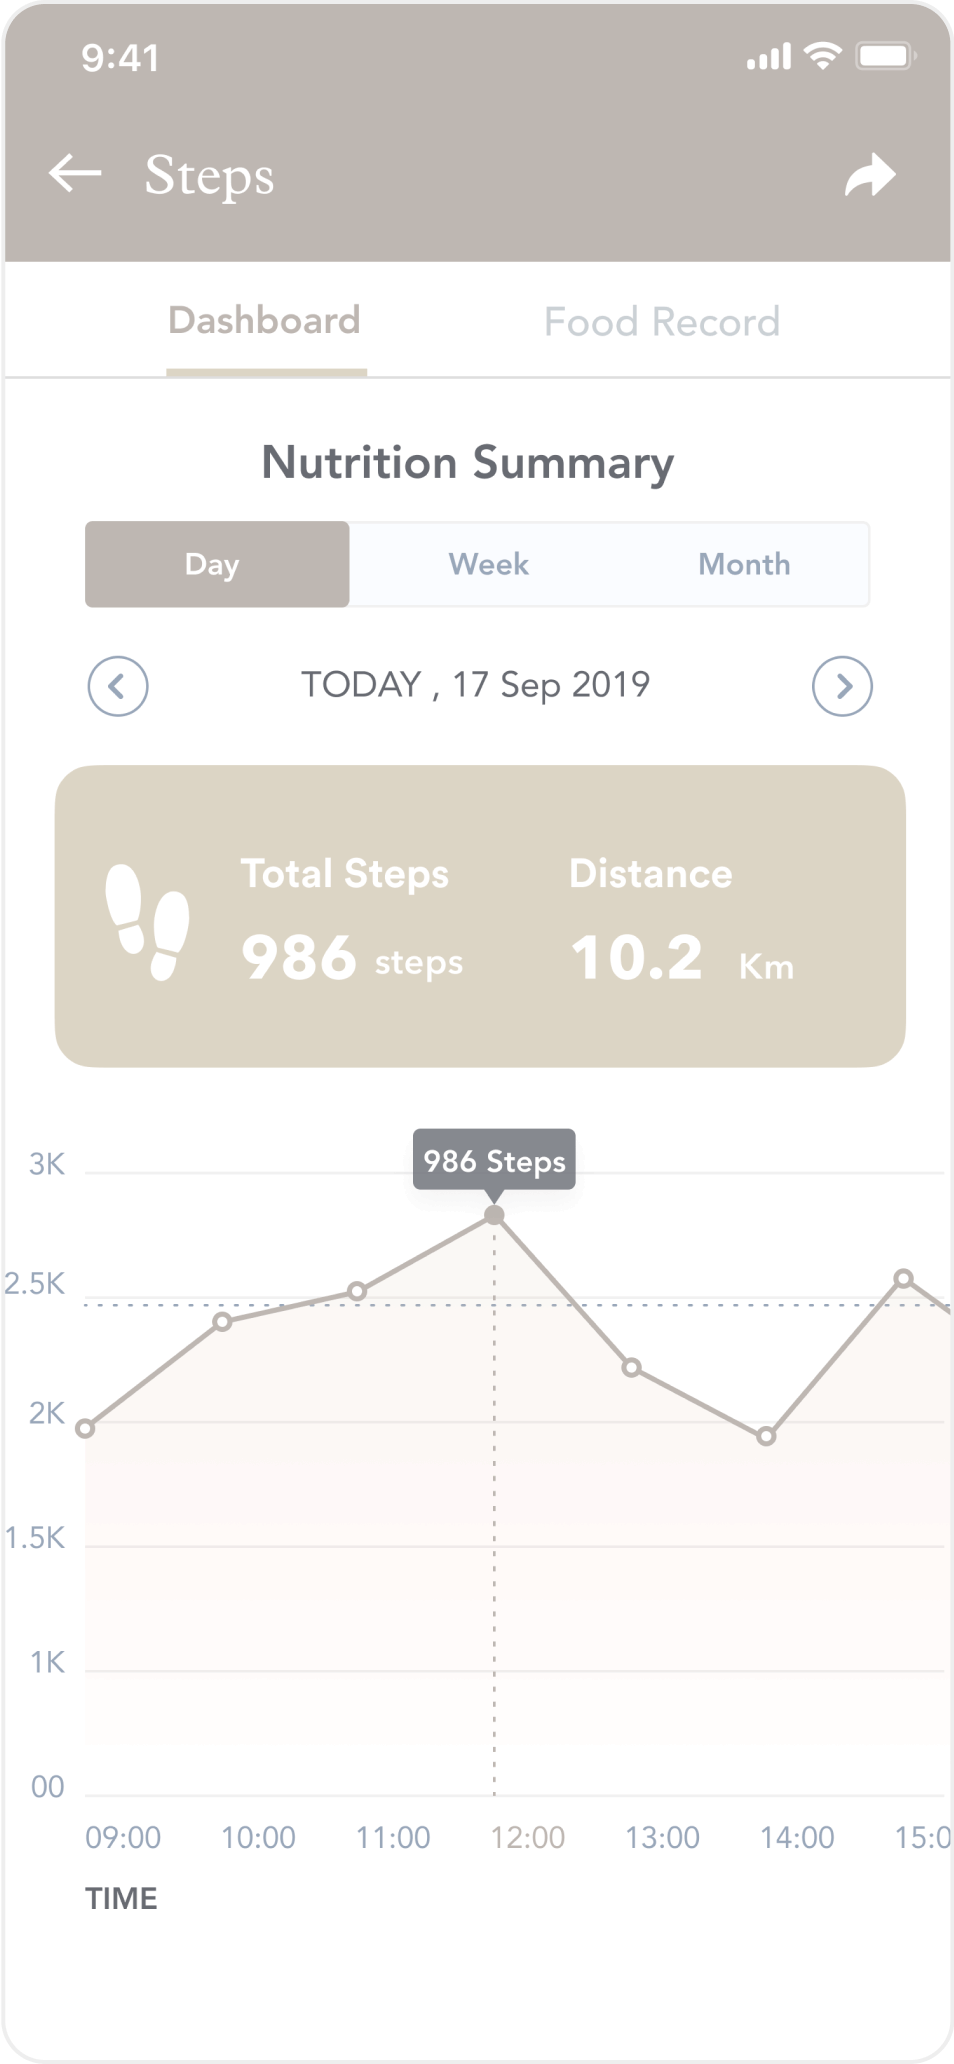 9:41
Steps
Dashboard Food Record
Nutrition Summary
Day Week Month
TODAY , 17 Sep 2019
Total Steps Distance
986 steps 10.2 Km
986 Steps
3K
2.5K
2K
1.5K
1K
00
09:00 10:00 11:00 12:00 13:00 14:00 15:0
TIME